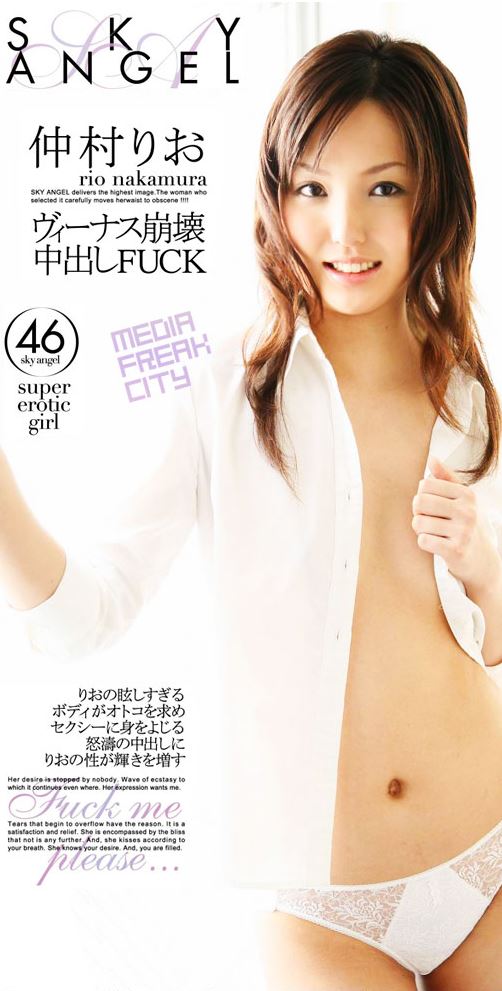 SKY
ANGEL
SA
仲村りお
rio nakamura
SKY ANGEL delivers the highest image.The woman who
selected it carefully moves herwaist to obscene !!!!
ヴィーナス崩壊
中出しFUCK
46
sky angel
super
erotic
girl
MEDIA
FREAK
CITY
りおの眩しすぎる
ボディがオトコを求め
セクシーに身をよじる
怒濤の中出しに
りおの性が輝きを増す
Her desire is stopped by nobody. Wave of ecstasy to
which it continues even where. Her expression wants me.
Fuck me
Tears that begin to overflow have the reason. It is a
satisfaction and relief. She is encompassed by the bliss
that not is any further. And, she kisses according to
your breath. She knows your desire. And, you are filled.
please...